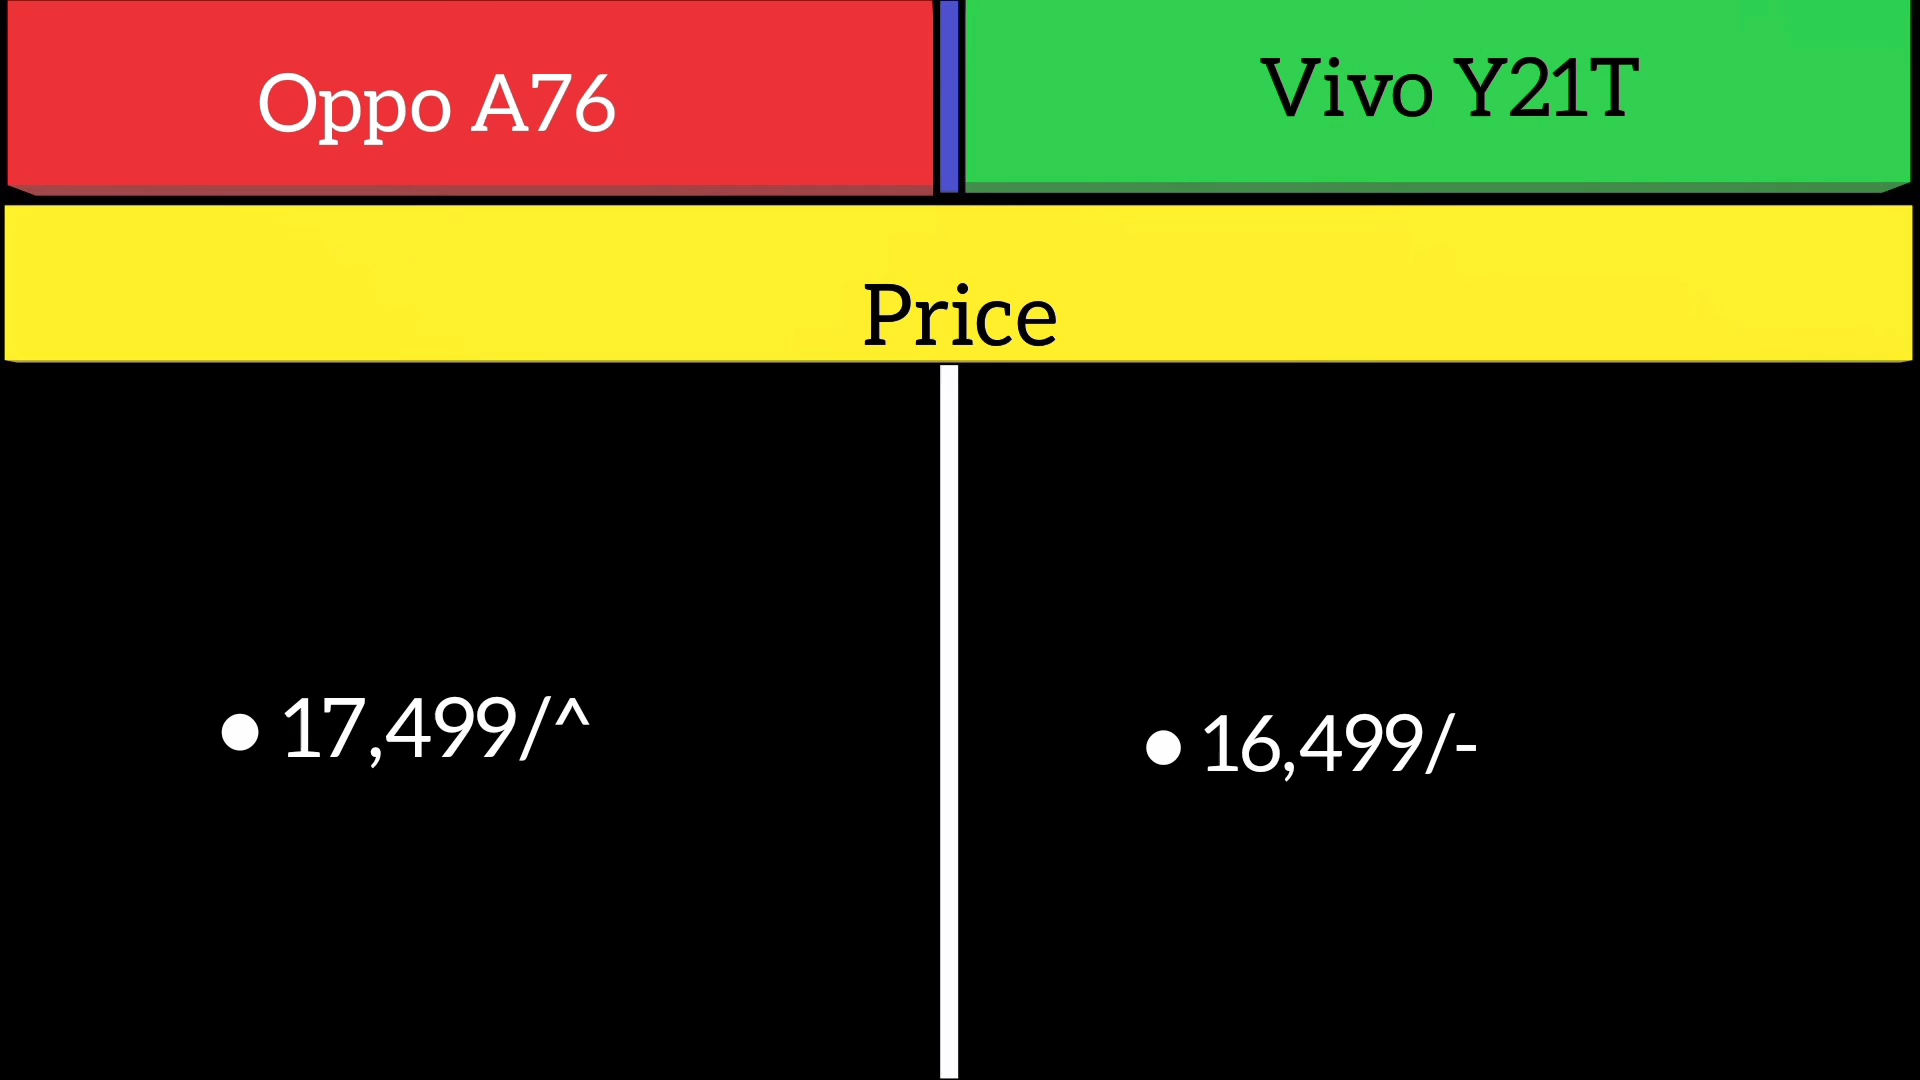 Oppo A76
Vivo Y21T
Price
● 17,499/^
● 16,499/-